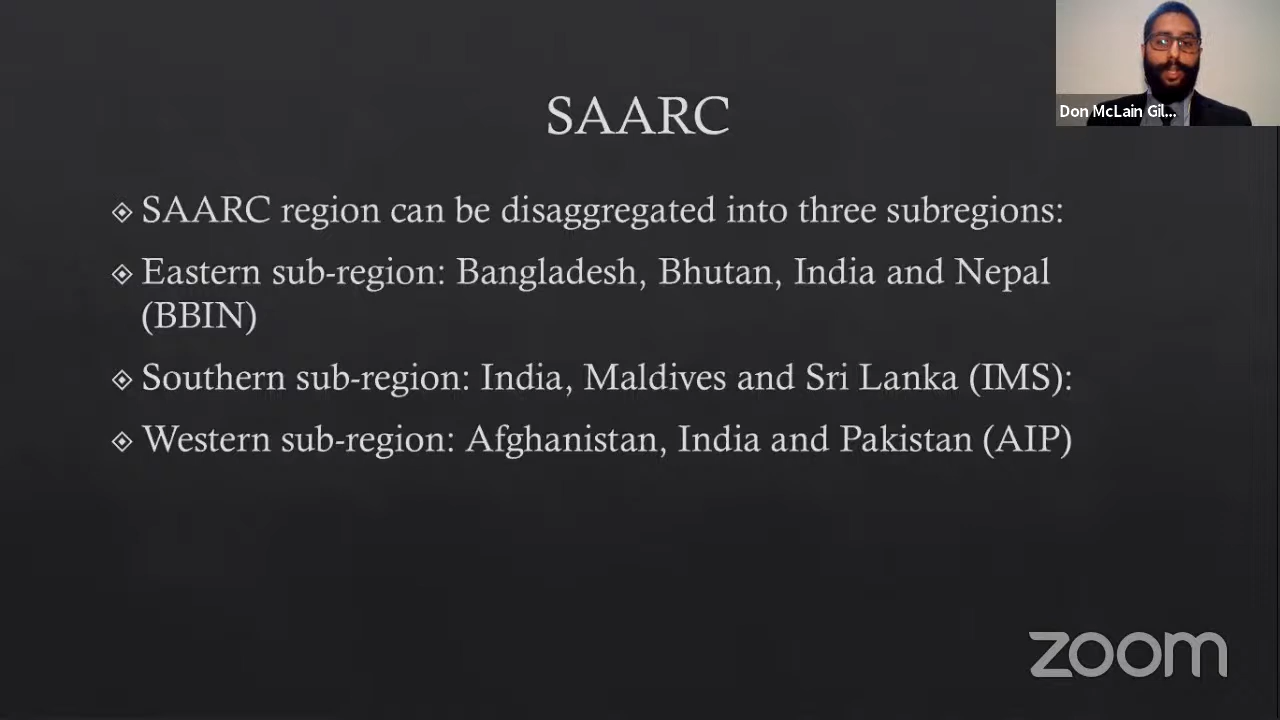 SAARC
Don McLain Gil...
SAARC region can be disaggregated into three subregions:
Eastern sub-region: Bangladesh, Bhutan, India and Nepal
(BBIN)
Southern sub-region: India, Maldives and Sri Lanka (IMS):
Western sub-region: Afghanistan, India and Pakistan (AIP)
zoom